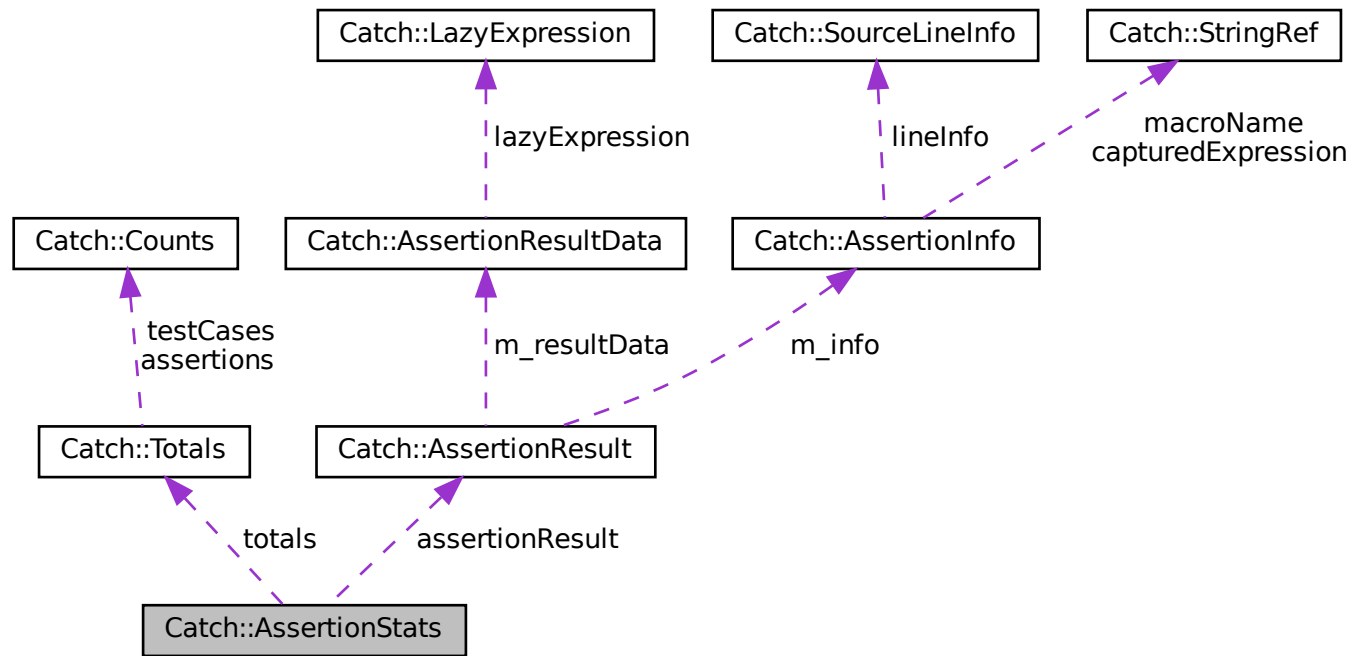 Catch::LazyExpression
Catch::SourceLineInfo
Catch::StringRef
lazyExpression
lineInfo
macroName
capturedExpression
Catch::Counts
Catch::AssertionResultData
Catch::AssertionInfo
testCases
assertions
m_resultData
m_info
Catch::Totals
Catch::AssertionResult
totals
assertionResult
Catch::AssertionStats